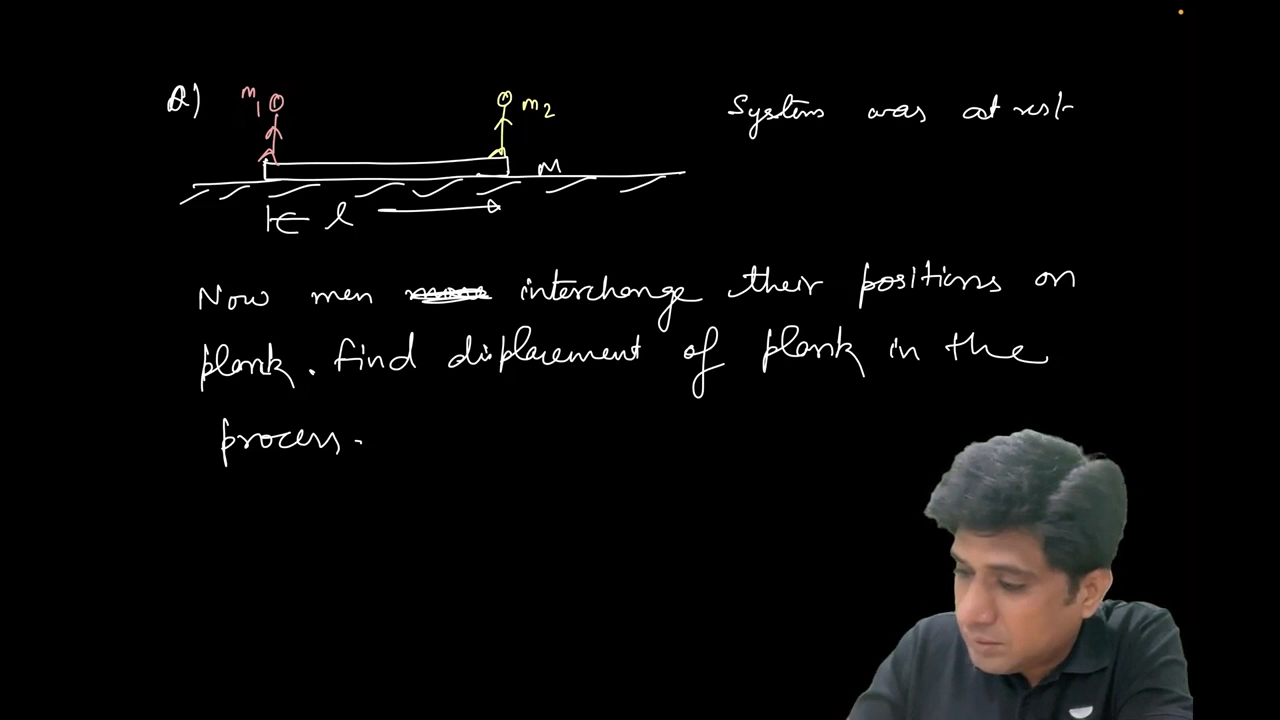 Q) m1 m2 System was at rest
M
l
Now men interchange their positions on
plank. find displacement of plank in the
process.